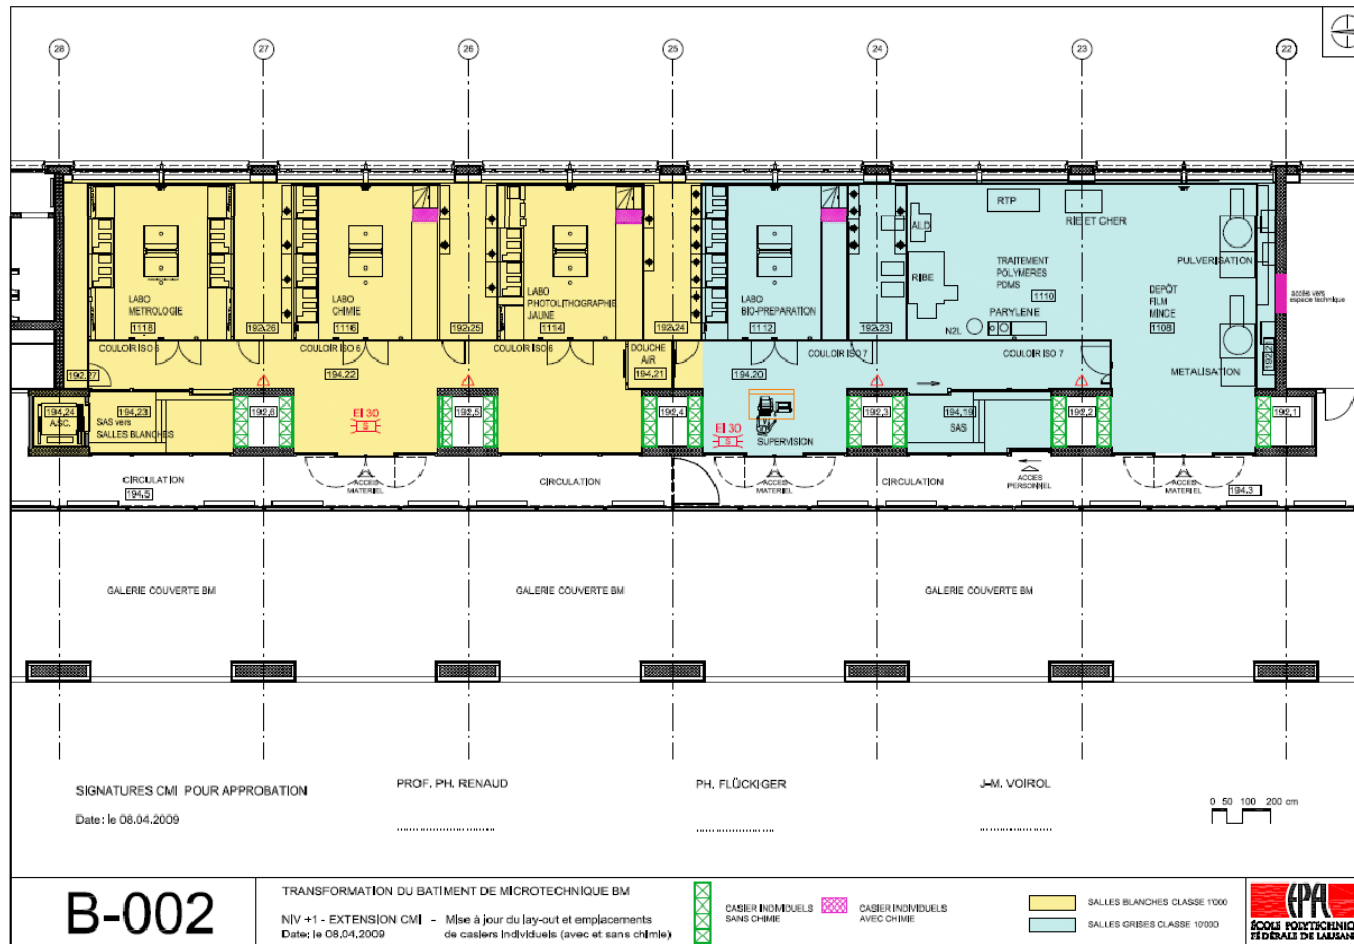 28
27
26
25
24
23
22
RTP
RIE ET CHER
ALD
PULVERISATION
TRAITEMENT
POLYMERES
PDMS
RIBE
1110
accès vers
espace technique
DEPÔT
FILM
MINCE
1108
LABO
METROLOGIE
1118
192.26
LABO
CHIMIE
1116
192.25
LABO
PHOTOLITHOGRAPHIE
JAUNE
1114
192.24
LABO
BIO-PREPARATION
1112
192.23
PARYLENE
N2L
COULOIR ISO 6
COULOIR ISO 6
COULOIR ISO 6
DOUCHE
AIR
194.21
COULOIR ISO 7
COULOIR ISO 7
192.27
194.22
194.20
METALISATION
194.24
A.SC.
194.23
SAS vers
SALLES BLANCHES
192.6
EI 30
S
192.5
192.4
EI 30
S
SUPERVISION
192.3
194.19
SAS
192.2
192.1
CIRCULATION
194.5
ACCES
MATERIEL
CIRCULATION
ACCES
MATERIEL
CIRCULATION
ACCES
PERSONNEL
ACCES
MATERIEL
194.3
GALERIE COUVERTE BM
GALERIE COUVERTE BM
GALERIE COUVERTE BM
SIGNATURES CMI POUR APPROBATION
PROF. PH. RENAUD
PH. FLÜCKIGER
J-M. VOIROL
Date: le 08.04.2009
0 50 100 200 cm
B-002
TRANSFORMATION DU BATIMENT DE MICROTECHNIQUE BM
NIV +1 - EXTENSION CMI - Mise à jour du lay-out et emplacements
Date: le 08.04.2009 de casiers individuels (avec et sans chimie)
CASIER INDIVIDUELS
SANS CHIMIE
CASIER INDIVIDUELS
AVEC CHIMIE
SALLES BLANCHES CLASSE 1'000
SALLES GRISES CLASSE 10'000
EPFL
ÉCOLE POLYTECHNIQUE
FÉDÉRALE DE LAUSANNE